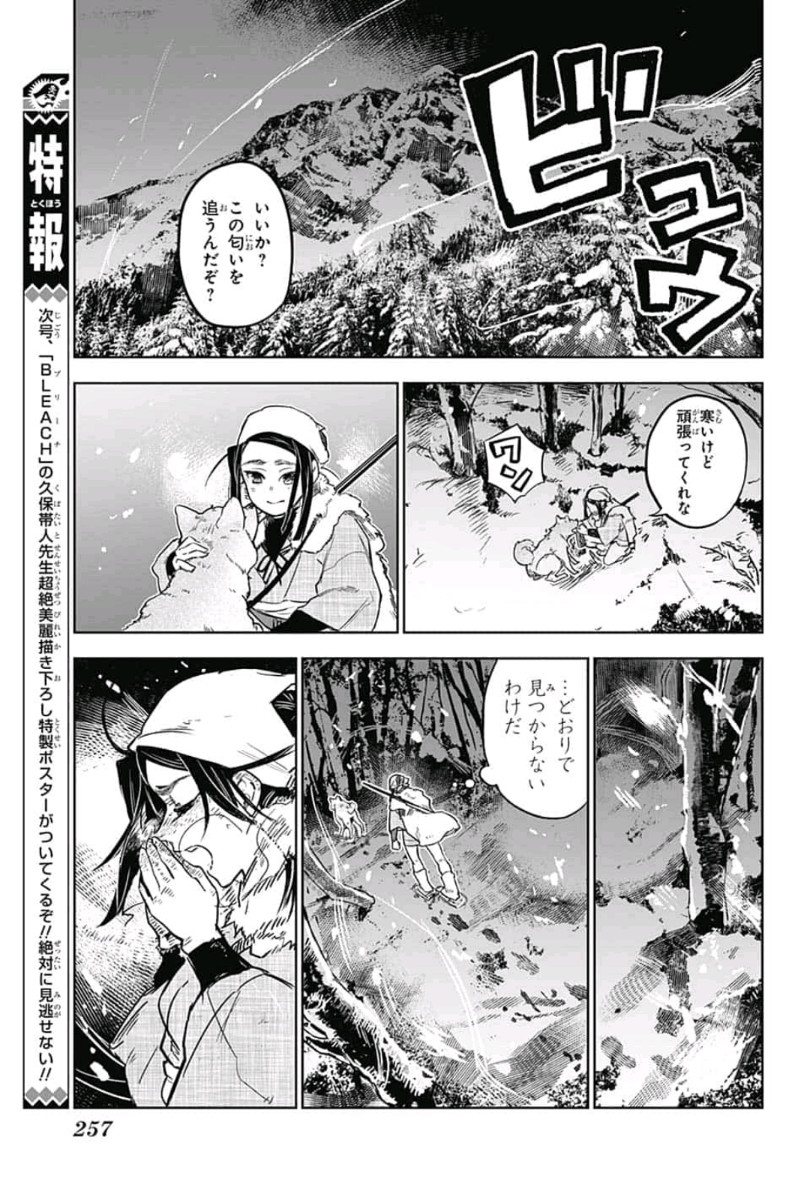 ビュウ
いいか?
この匂いを
追うんだぞ?
寒いけど
頑張ってくれな
ワン
…どおりで
見つからない
わけだ
特報
次号、「BLEACH」の久保帯人先生超絶美麗描き下ろし特製ポスターがついてくるぞ!!絶対に見逃せない!!
257